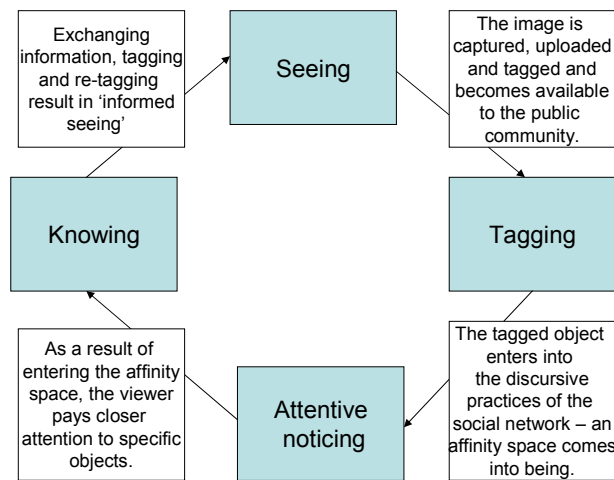 Exchanging
information, tagging
and re-tagging
result in ‘informed
seeing’
Seeing
The image is
captured, uploaded
and tagged and
becomes available
to the public
community.
Knowing
Tagging
As a result of
entering the affinity
space, the viewer
pays closer
attention to specific
objects.
Attentive
noticing
The tagged object
enters into
the discursive
practices of the
social network – an
affinity space comes
into being.